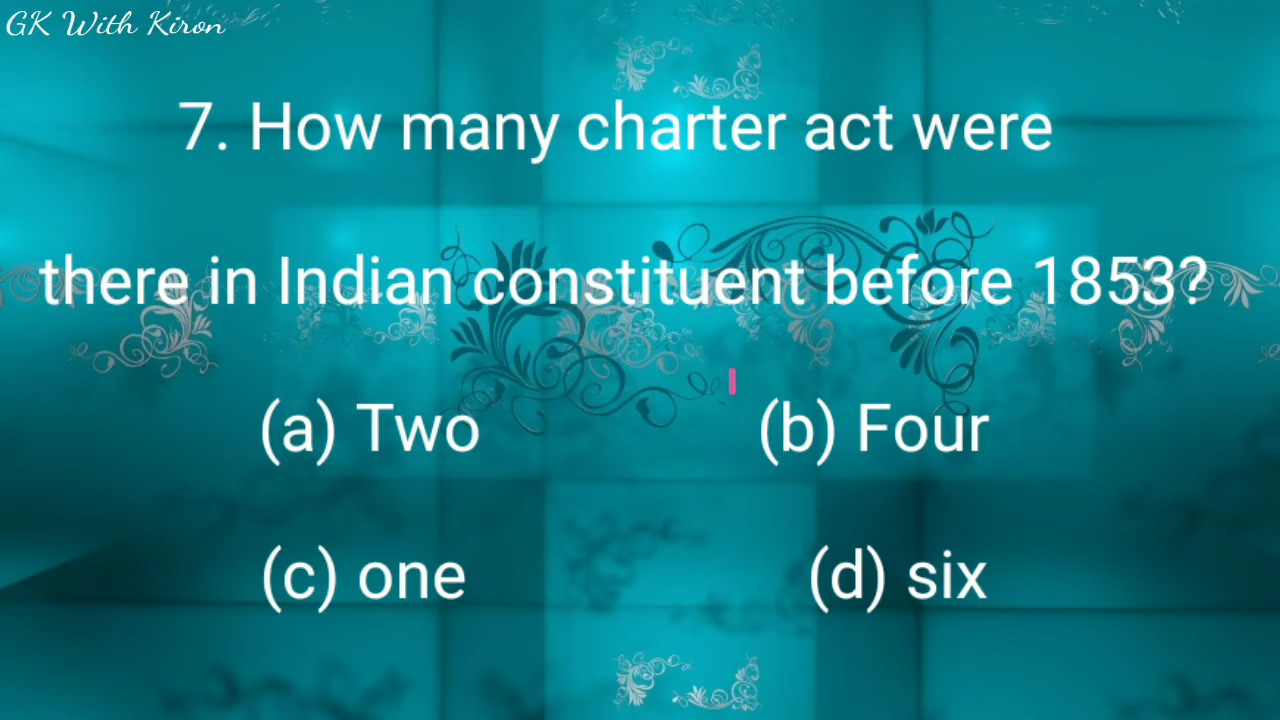 GK With Kiron
7. How many charter act were
there in Indian constituent before 1853?
(a) Two (b) Four
(c) one (d) six